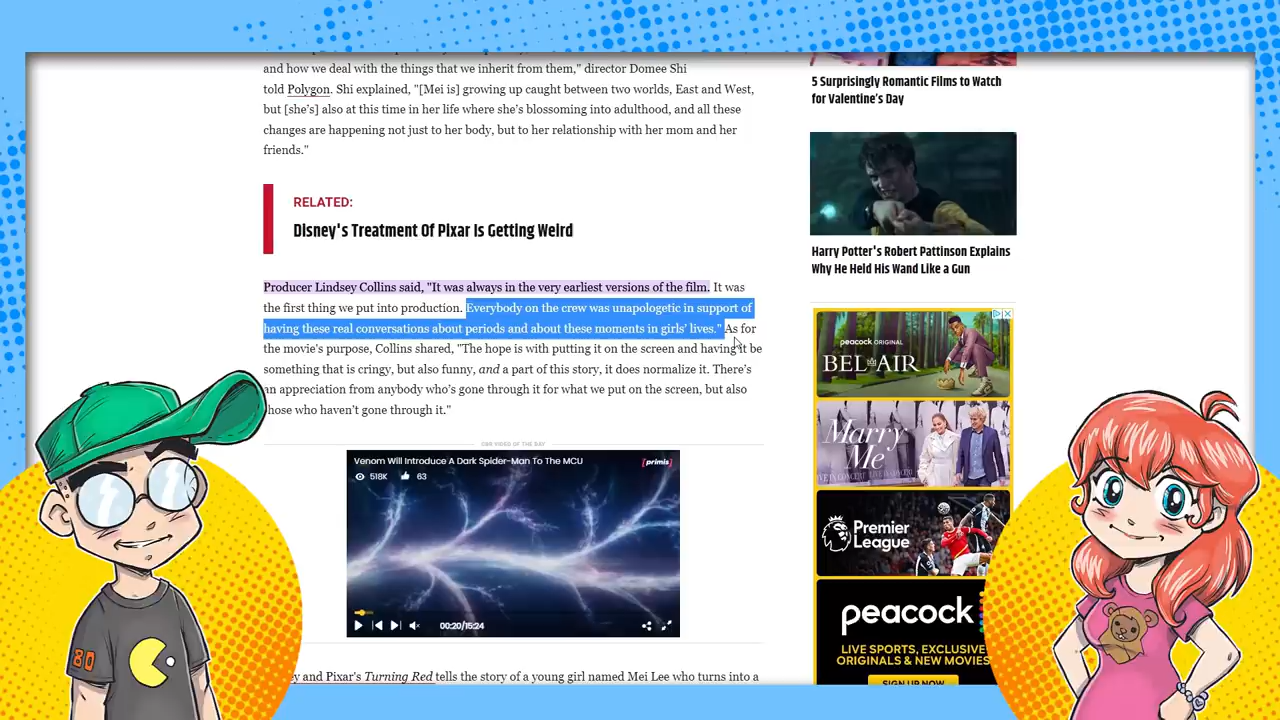 and how we deal with the things that we inherit from them," director Domee Shi
told Polygon. Shi explained, "[Mei is] growing up caught between two worlds, East and West,
but [she's] also at this time in her life where she's blossoming into adulthood, and all these
changes are happening not just to her body, but to her relationship with her mom and her
friends."
RELATED:
Disney's Treatment Of Pixar Is Getting Weird
Producer Lindsey Collins said, "It was always in the very earliest versions of the film. It was
the first thing we put into production. Everybody on the crew was unapologetic in support of
having these real conversations about periods and about these moments in girls' lives." As for
the movie's purpose, Collins shared, "The hope is with putting it on the screen and having it be
something that is cringy, but also funny, and a part of this story, it does normalize it. There's
an appreciation from anybody who's gone through it for what we put on the screen, but also
those who haven't gone through it."
CBR VIDEO OF THE DAY
Venom Will Introduce A Dark Spider-Man To The MCU
[primis]
518K 63
00:20/15:24
ey and Pixar's Turning Red tells the story of a young girl named Mei Lee who turns into a
5 Surprisingly Romantic Films to Watch
for Valentine's Day
Harry Potter's Robert Pattinson Explains
Why He Held His Wand Like a Gun
peacock ORIGINAL
BEL-AIR
Marry
Me
Premier
League
peacock
LIVE SPORTS, EXCLUSIVE
ORIGINALS & NEW MOVIES
SIGN UP NOW
80